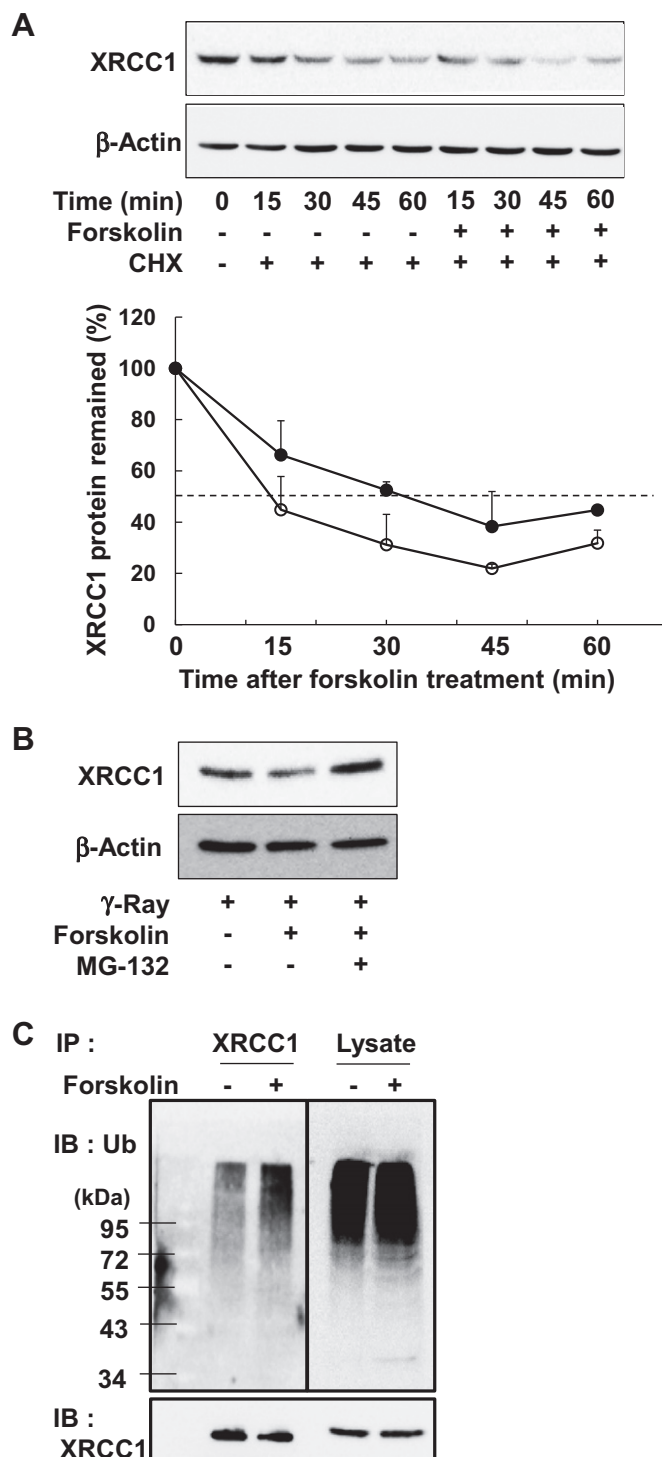 A
XRCC1
β-Actin
Time (min) 0 15 30 45 60 15 30 45 60
Forskolin - - - - - + + + +
CHX - + + + + + + + +
XRCC1 protein remained (%)
120
100
80
60
40
20
0
0 15 30 45 60
Time after forskolin treatment (min)
B
XRCC1
β-Actin
γ-Ray + + +
Forskolin - + +
MG-132 - - +
C IP : XRCC1 Lysate
Forskolin - + - +
IB : Ub
(kDa)
95
72
55
43
34
IB :
XRCC1